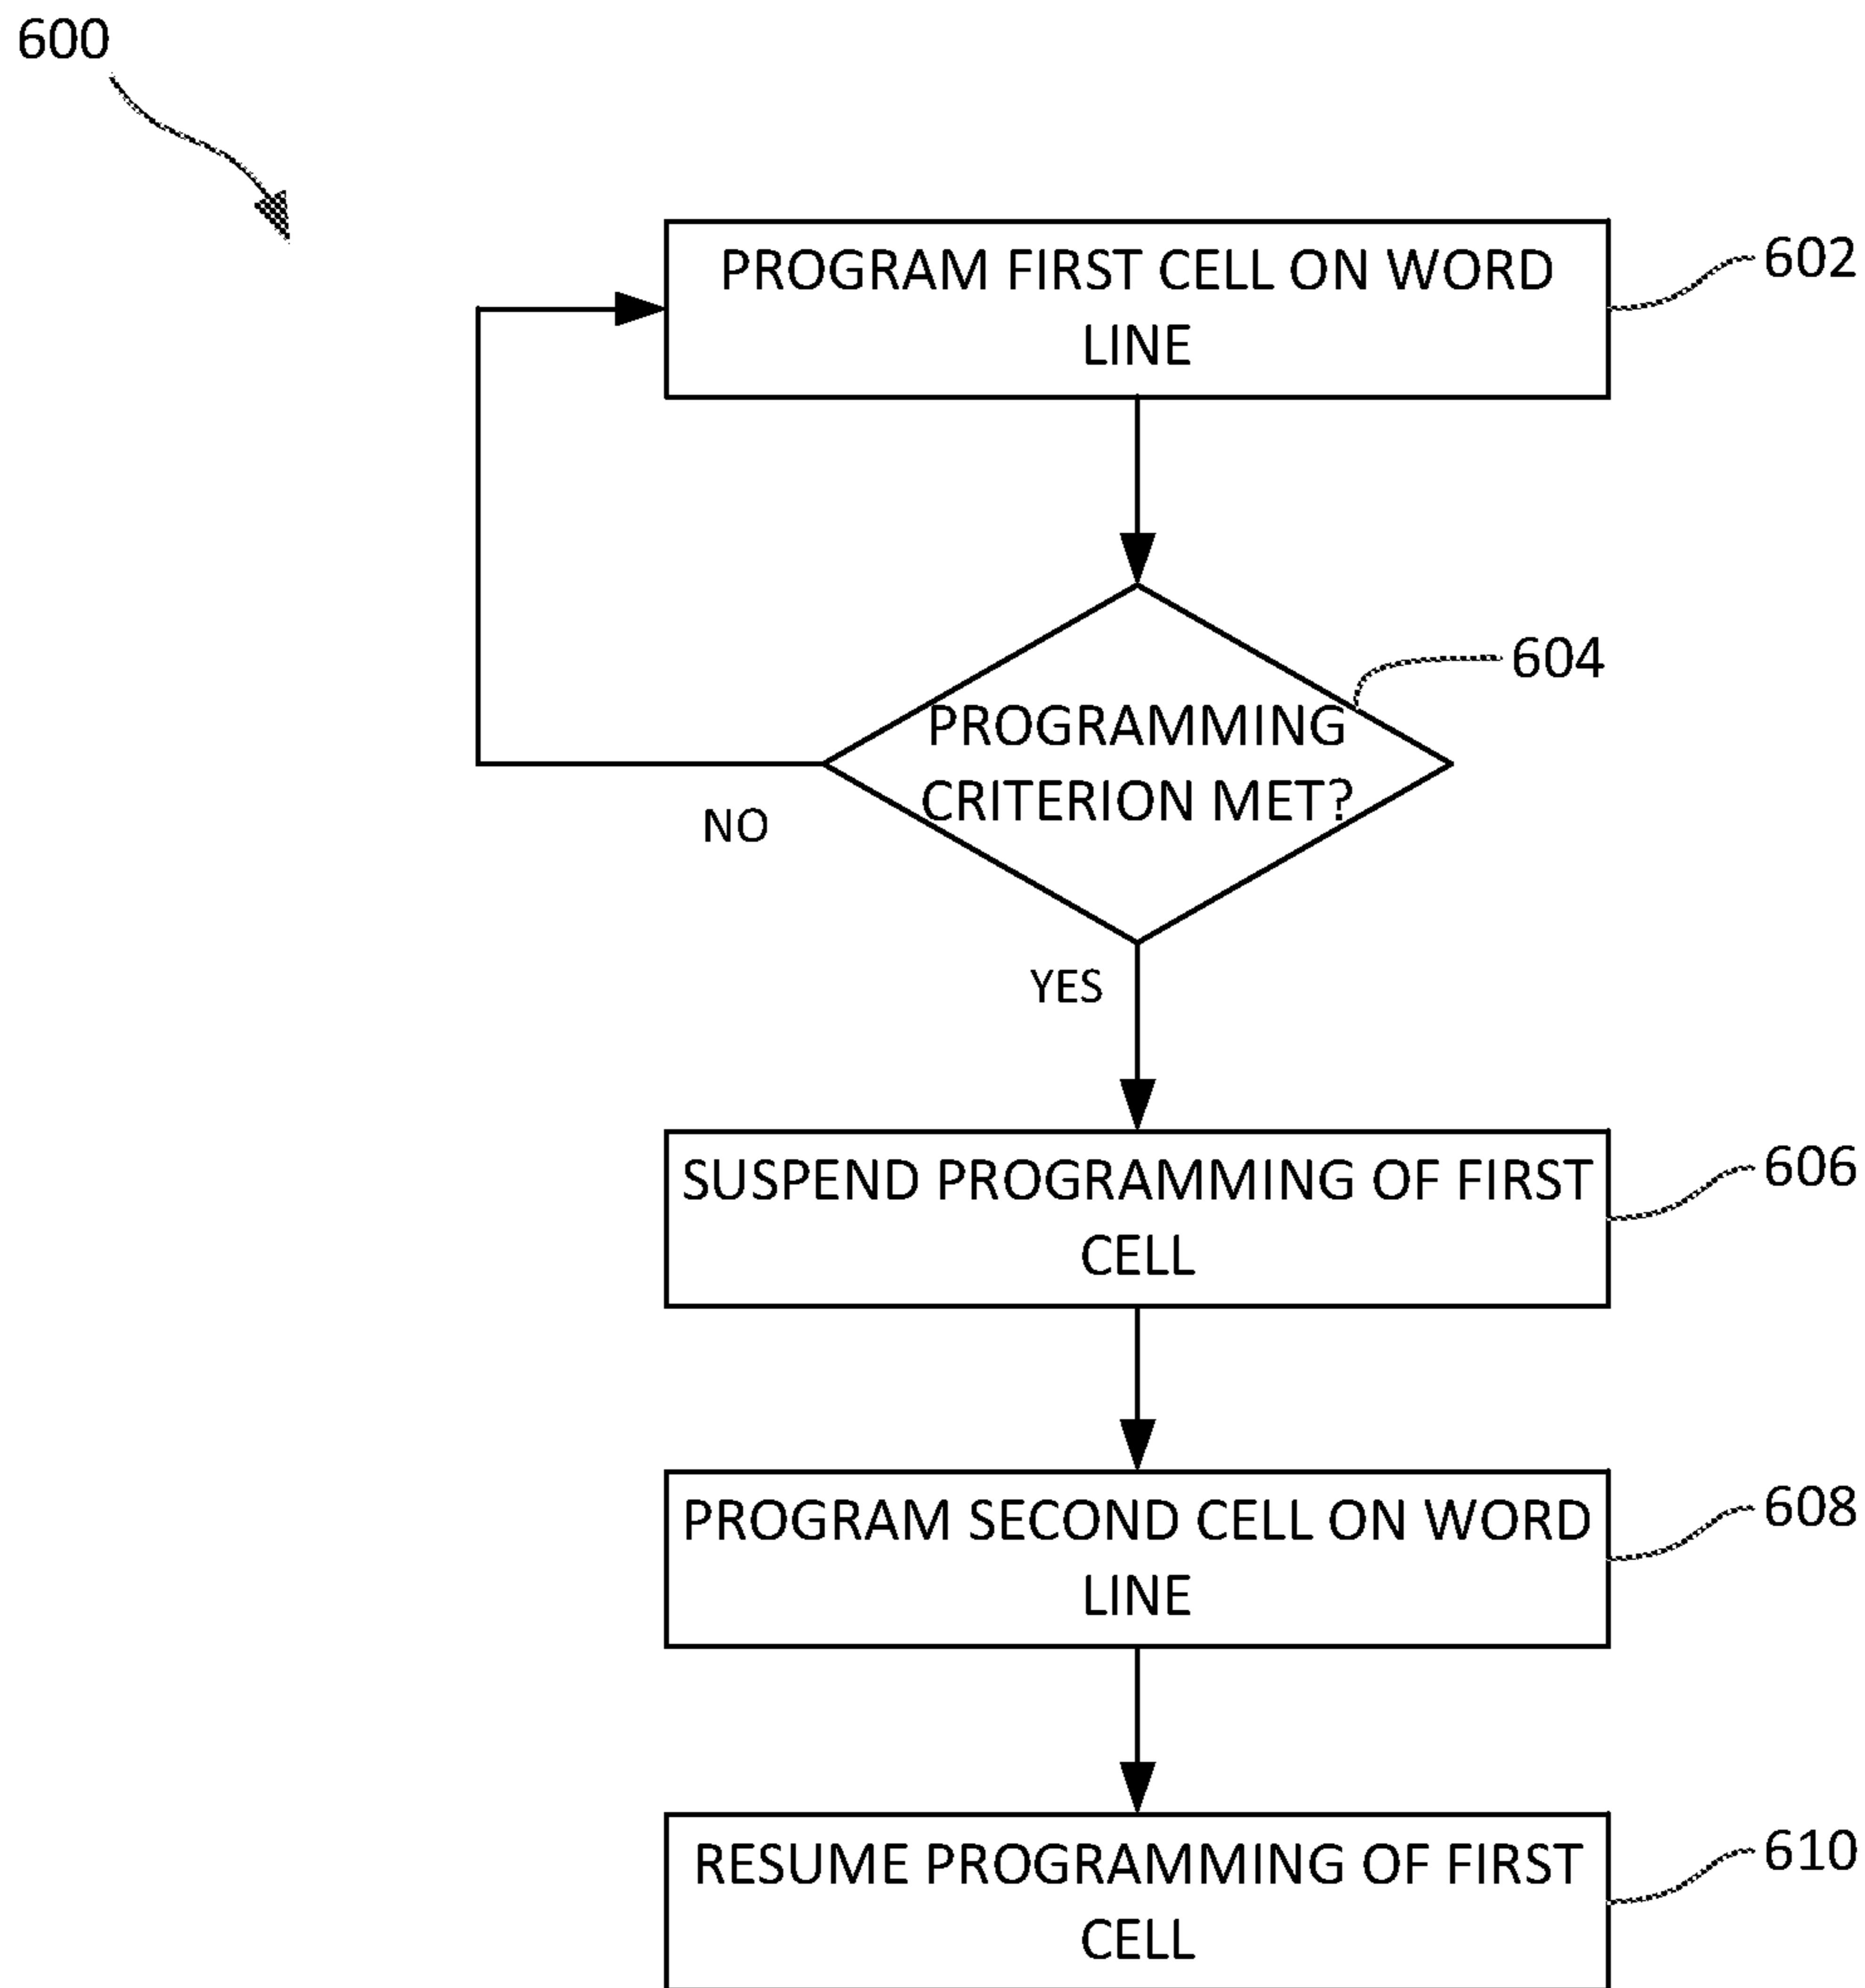 600
PROGRAM FIRST CELL ON WORD
LINE
602
604
PROGRAMMING
CRITERION MET?
NO
YES
SUSPEND PROGRAMMING OF FIRST
CELL
606
PROGRAM SECOND CELL ON WORD
LINE
608
RESUME PROGRAMMING OF FIRST
CELL
610